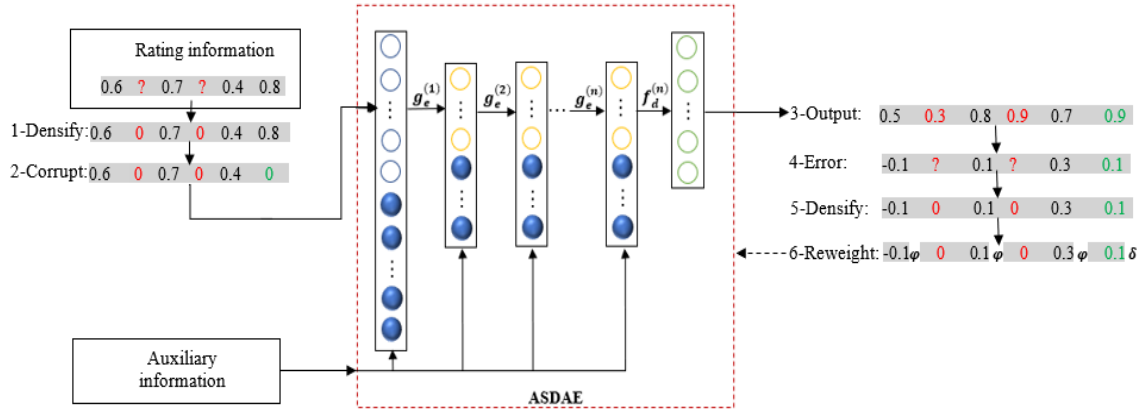 Rating information
0.6 ? 0.7 ? 0.4 0.8
1-Densify: 0.6 0 0.7 0 0.4 0.8
2-Corrupt: 0.6 0 0.7 0 0.4 0
Auxiliary
information
g_e^(1) g_e^(2) g_e^(n) f_d^(n)
ASDAE
3-Output: 0.5 0.3 0.8 0.9 0.7 0.9
4-Error: -0.1 ? 0.1 ? 0.3 0.1
5-Densify: -0.1 0 0.1 0 0.3 0.1
6-Reweight: -0.1φ 0 0.1φ 0 0.3φ 0.1δ